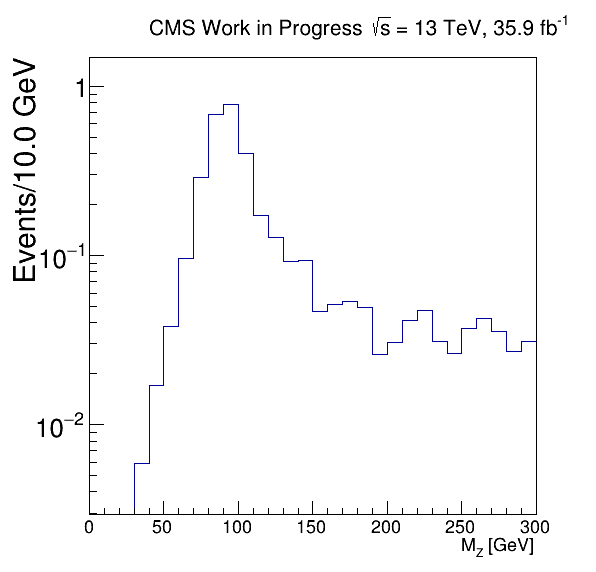 CMS Work in Progress √s = 13 TeV, 35.9 fb⁻¹
Events/10.0 GeV
1
10⁻¹
10⁻²
0 50 100 150 200 250 300
M_Z [GeV]